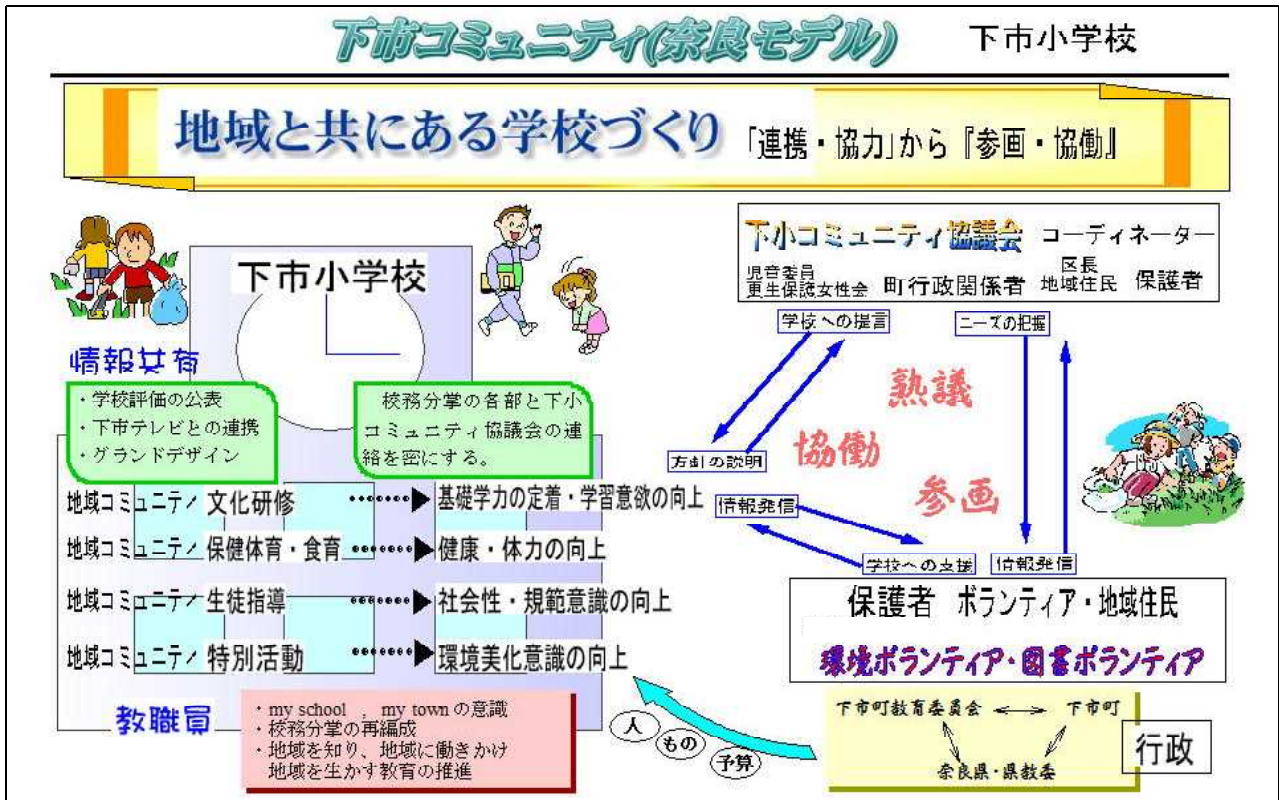 下市コミュニティ(奈良モデル)
下市小学校
地域と共にある学校づくり 「連携・協力」から『参画・協働』
下小コミュニティ協議会 コーディネーター
児童委員
更生保護女性会 町行政関係者
区長
地域住民 保護者
下市小学校
学校への提言
ニーズの把握
情報共有
・学校評価の公表
・下市テレビとの連携
・グランドデザイン
校務分掌の各部と下小
コミュニティ協議会の連
絡を密にする。
熟議
協働
参画
方針の説明
情報発信
地域コミュニティ 文化研修 基礎学力の定着・学習意欲の向上
地域コミュニティ 保健体育・食育 健康・体力の向上
地域コミュニティ 生徒指導 社会性・規範意識の向上
地域コミュニティ 特別活動 環境美化意識の向上
学校への支援
情報発信
保護者 ボランティア・地域住民
環境ボランティア・図書ボランティア
教職員
・my school , my town の意識
・校務分掌の再編成
・地域を知り、地域に働きかけ
地域を生かす教育の推進
人
もの
予算
下市町教育委員会 下市町
奈良県・県教委
行政